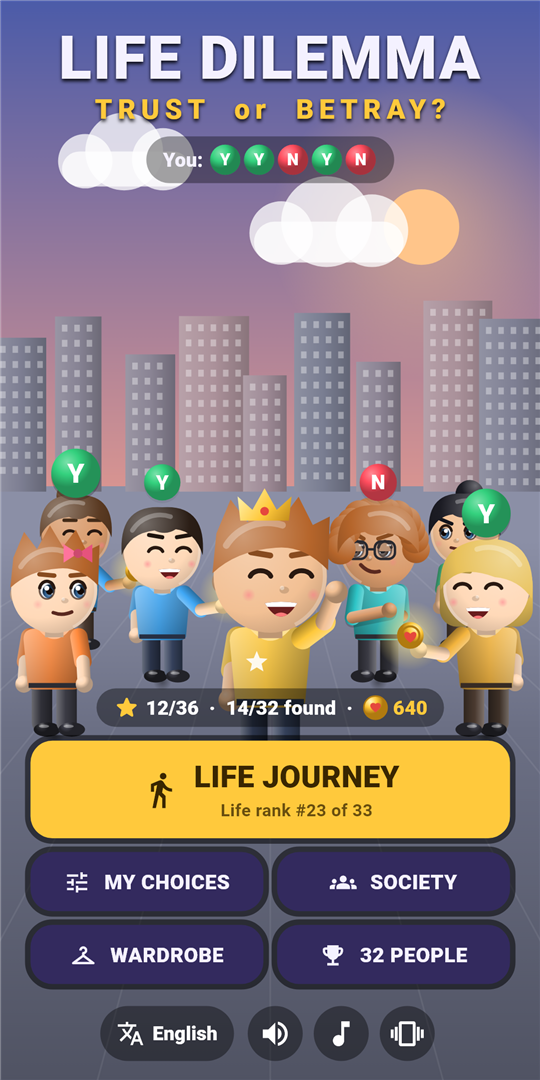 LIFE DILEMMA
TRUST or BETRAY?
You: Y Y N Y N
Y
Y
N
Y
12/36 · 14/32 found · 640
LIFE JOURNEY
Life rank #23 of 33
MY CHOICES
SOCIETY
WARDROBE
32 PEOPLE
English